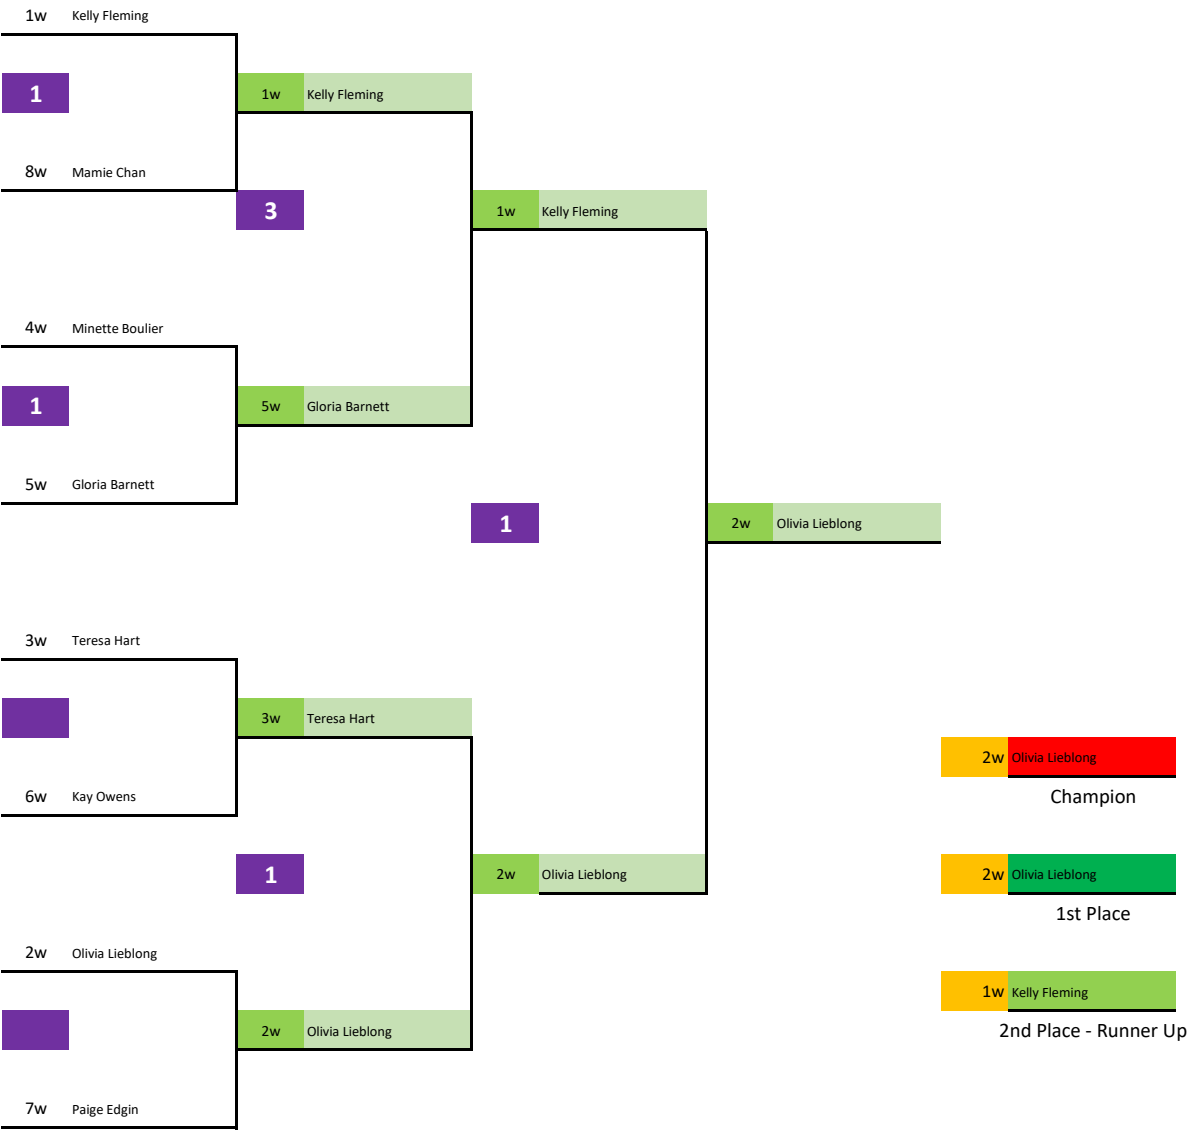 1w Kelly Fleming
1 1w Kelly Fleming
8w Mamie Chan
3 1w Kelly Fleming
4w Minette Boulier
1 5w Gloria Barnett
5w Gloria Barnett
1 2w Olivia Lieblong
3w Teresa Hart
3w Teresa Hart
2w Olivia Lieblong
6w Kay Owens
Champion
1 2w Olivia Lieblong 2w Olivia Lieblong
1st Place
2w Olivia Lieblong
1w Kelly Fleming
2w Olivia Lieblong 2nd Place - Runner Up
7w Paige Edgin